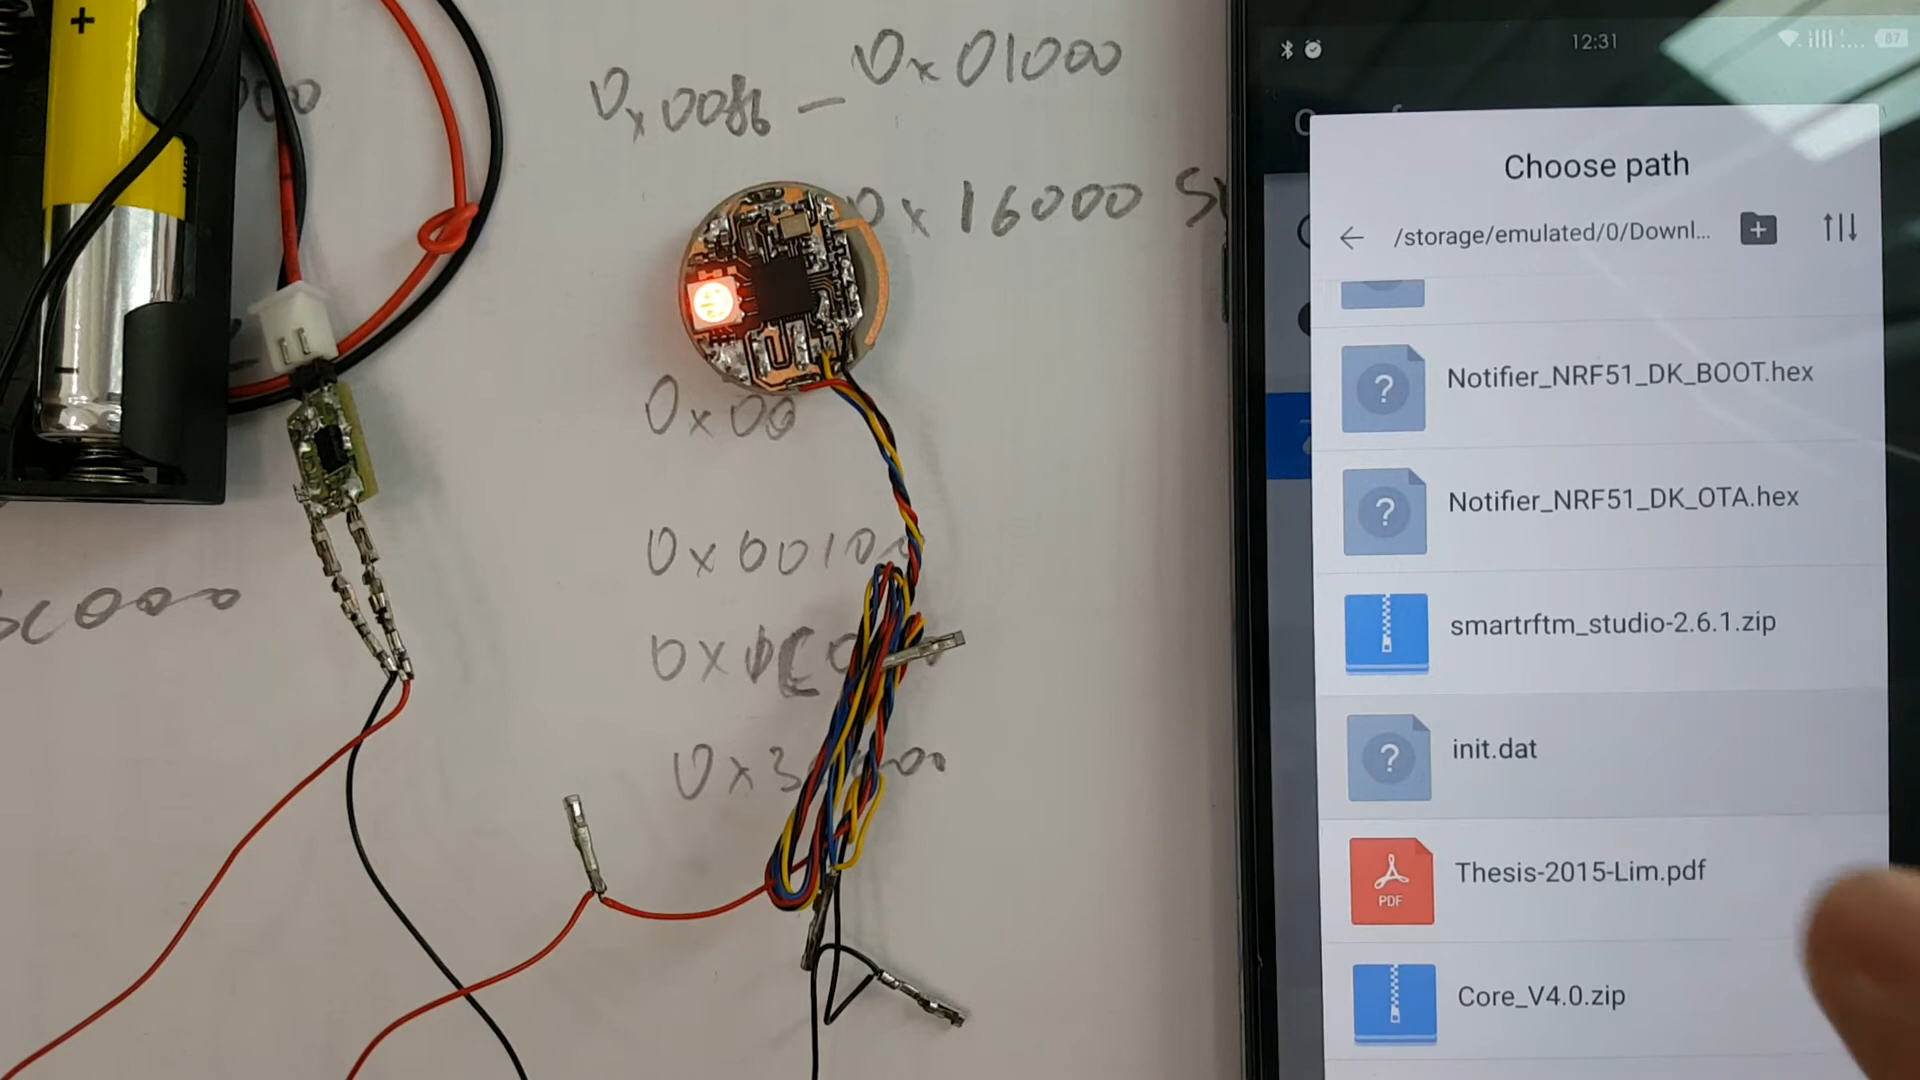 0x0086 – 0x01000
0x16000
0x00
12:31
87
Choose path
/storage/emulated/0/Downl...
Notifier_NRF51_DK_BOOT.hex
Notifier_NRF51_DK_OTA.hex
smartrftm_studio-2.6.1.zip
init.dat
Thesis-2015-Lim.pdf
PDF
Core_V4.0.zip